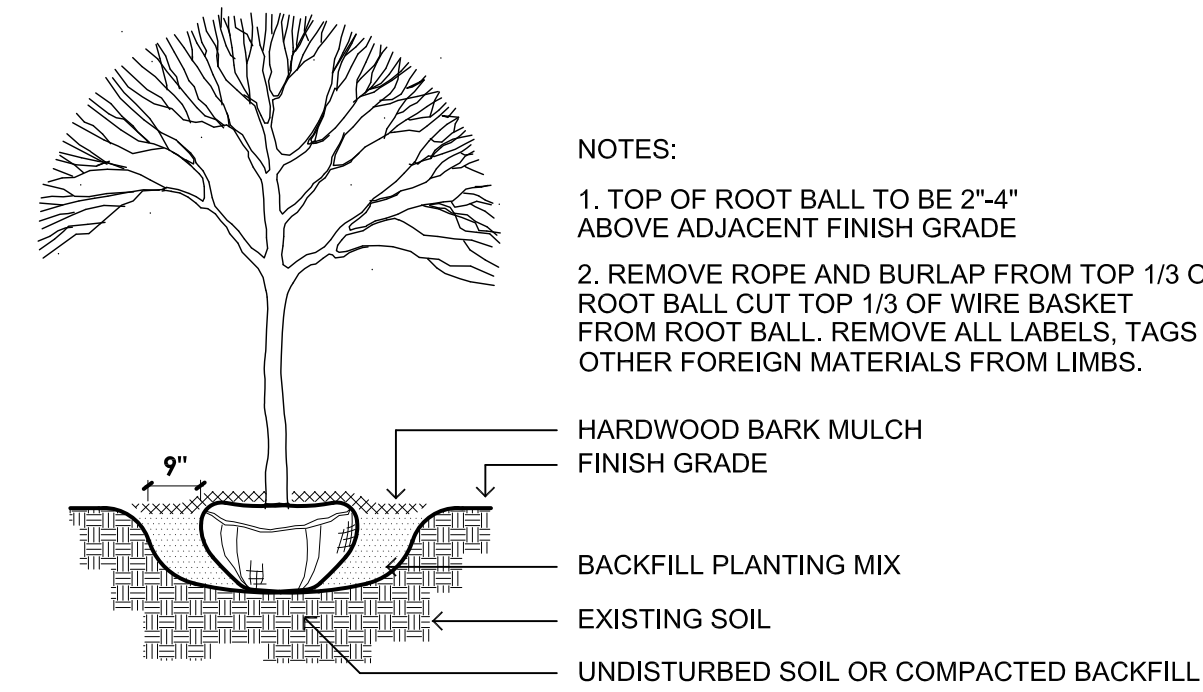 NOTES:
1. TOP OF ROOT BALL TO BE 2"-4"
ABOVE ADJACENT FINISH GRADE
2. REMOVE ROPE AND BURLAP FROM TOP 1/3
ROOT BALL CUT TOP 1/3 OF WIRE BASKET
FROM ROOT BALL. REMOVE ALL LABELS, TAGS
OTHER FOREIGN MATERIALS FROM LIMBS.
HARDWOOD BARK MULCH
FINISH GRADE
9"
BACKFILL PLANTING MIX
EXISTING SOIL
UNDISTURBED SOIL OR COMPACTED BACKFILL